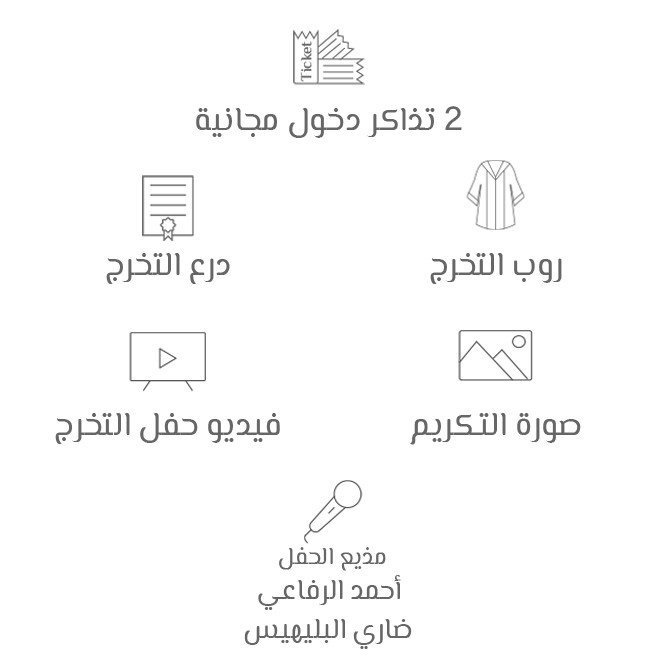 Ticket
2 تذاكر دخول مجانية
روب التخرج
درع التخرج
صورة التكريم
فيديو حفل التخرج
مذيع الحفل
أحمد الرفاعي
ضاري البليهيس